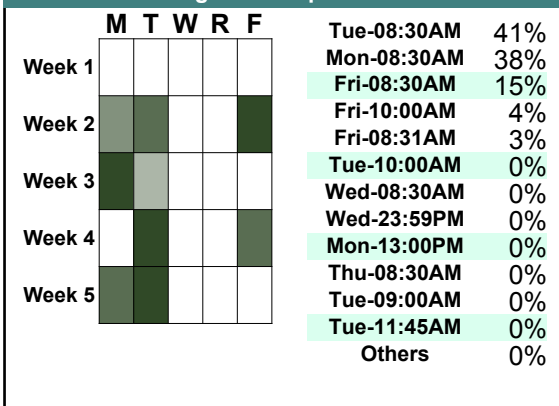 M T W R F
Week 1
Week 2
Week 3
Week 4
Week 5
Tue-08:30AM 41%
Mon-08:30AM 38%
Fri-08:30AM 15%
Fri-10:00AM 4%
Fri-08:31AM 3%
Tue-10:00AM 0%
Wed-08:30AM 0%
Wed-23:59PM 0%
Mon-13:00PM 0%
Thu-08:30AM 0%
Tue-09:00AM 0%
Tue-11:45AM 0%
Others 0%